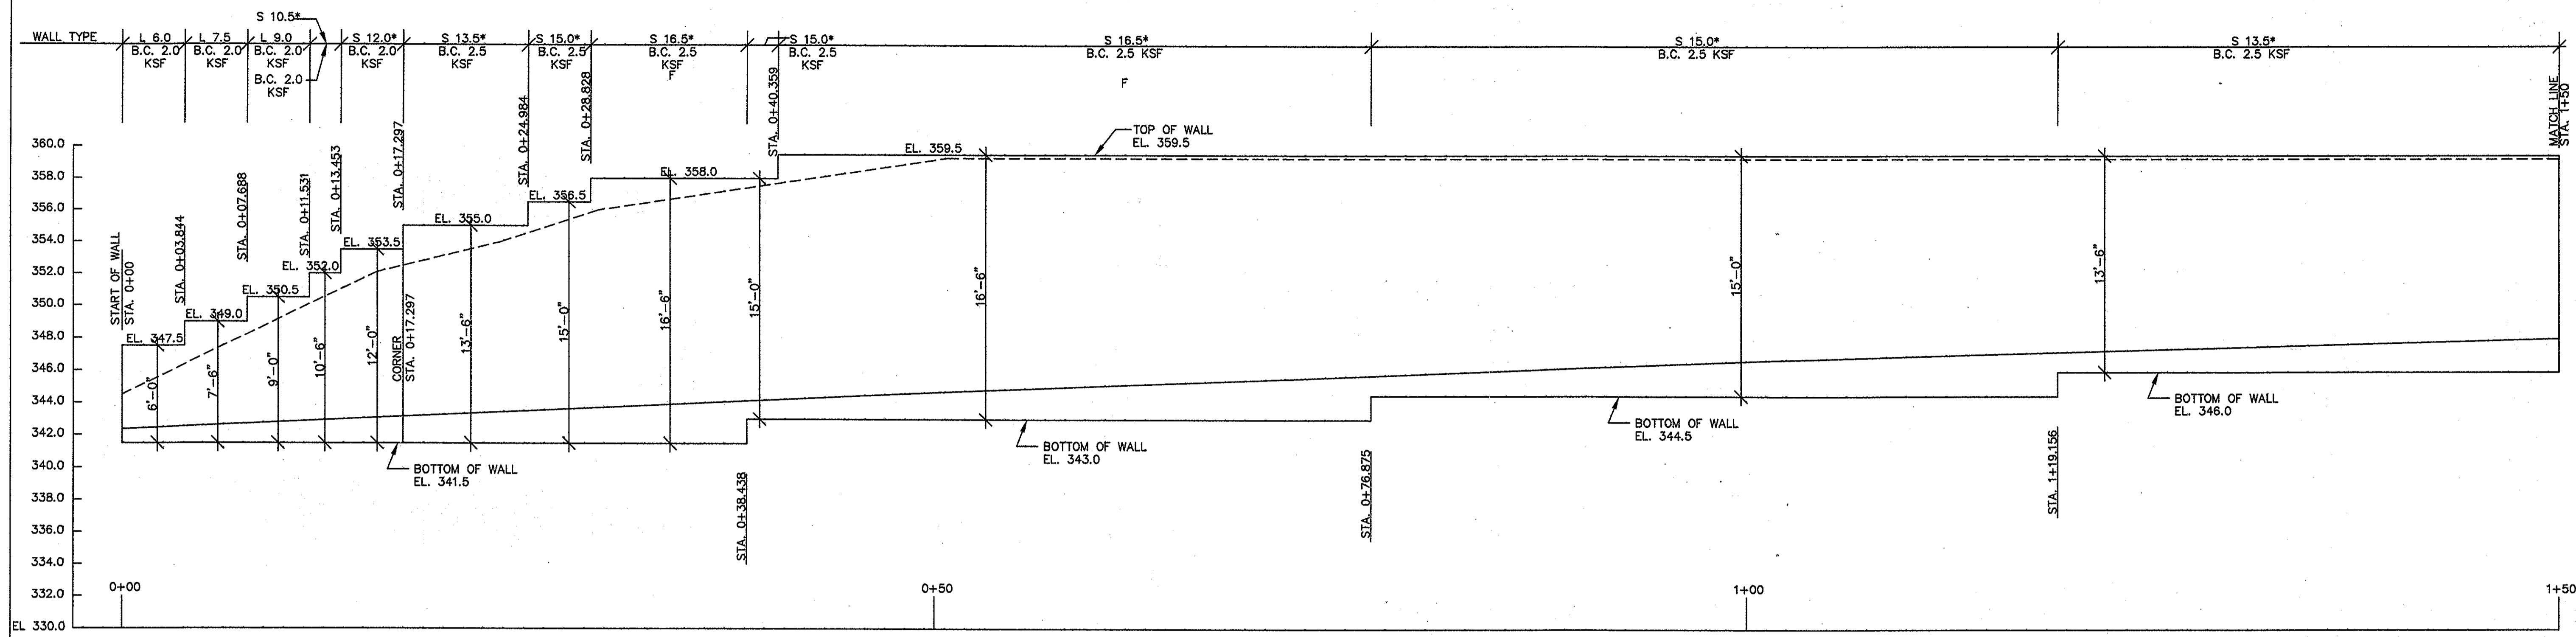 S 10.5*
WALL TYPE
L 6.0
B.C. 2.0
KSF
L 7.5
B.C. 2.0
KSF
L 9.0
B.C. 2.0
KSF
B.C. 2.0
KSF
S 12.0*
B.C. 2.0
KSF
S 13.5*
B.C. 2.5
KSF
S 15.0*
B.C. 2.5
KSF
S 16.5*
B.C. 2.5
KSF
F
S 15.0*
B.C. 2.5
KSF
S 16.5*
B.C. 2.5 KSF
F
S 15.0*
B.C. 2.5 KSF
S 13.5*
B.C. 2.5 KSF
MATCH LINE
STA. 1+50
START OF WALL
STA. 0+00
STA. 0+03.844
STA. 0+07.688
STA. 0+11.531
STA. 0+13.453
STA. 0+17.297
STA. 0+24.984
STA. 0+28.828
STA. 0+40.359
TOP OF WALL
EL. 359.5
EL. 359.5
EL. 358.0
EL. 356.5
EL. 355.0
EL. 353.5
EL. 352.0
EL. 350.5
EL. 349.0
EL. 347.5
6'-0"
7'-6"
9'-0"
10'-6"
12'-0"
CORNER
STA. 0+17.297
13'-6"
15'-0"
16'-6"
15'-0"
16'-6"
15'-0"
13'-6"
BOTTOM OF WALL
EL. 341.5
BOTTOM OF WALL
EL. 343.0
BOTTOM OF WALL
EL. 344.5
BOTTOM OF WALL
EL. 346.0
STA. 0+38.438
STA. 0+76.875
STA. 1+19.156
360.0
358.0
356.0
354.0
352.0
350.0
348.0
346.0
344.0
342.0
340.0
338.0
336.0
334.0
332.0
EL 330.0
0+00
0+50
1+00
1+50